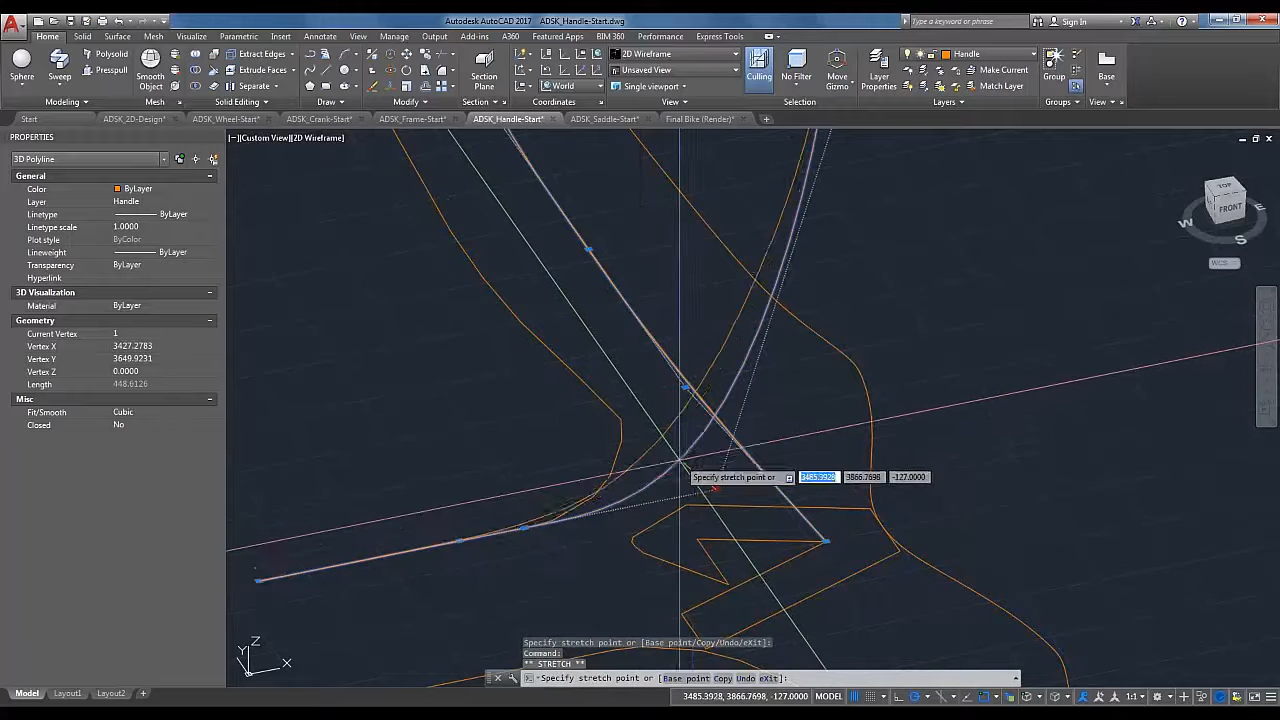 Autodesk AutoCAD 2017 ADSK_Handle-Start.dwg
Type a keyword or phrase
Sign In
Home Solid Surface Mesh Visualize Parametric Insert Annotate View Manage Output Add-ins A360 Featured Apps BIM 360 Performance Express Tools
Polysolid
Presspull
Sphere
Sweep
Smooth Object
Extract Edges
Extrude Faces
Separate
Section Plane
World
2D Wireframe
Unsaved View
Single viewport
Culling
No Filter
Move Gizmo
Layer Properties
Handle
Make Current
Match Layer
Group
Base
Modeling Mesh Solid Editing Draw Modify Section Coordinates View Selection Layers Groups View
Start ADSK_2D-Design* ADSK_Wheel-Start* ADSK_Crank-Start* ADSK_Frame-Start* ADSK_Handle-Start* ADSK_Saddle-Start* Final Bike (Render)*
PROPERTIES
[−][Custom View][2D Wireframe]
3D Polyline
General
Color ByLayer
Layer Handle
Linetype ByLayer
Linetype scale 1.0000
Plot style ByColor
Lineweight ByLayer
Transparency ByLayer
Hyperlink
3D Visualization
Material ByLayer
Geometry
Current Vertex 1
Vertex X 3427.2783
Vertex Y 3649.9231
Vertex Z 0.0000
Length 448.6126
Misc
Fit/Smooth Cubic
Closed No
TOP
FRONT
W
E
S
WCS
Specify stretch point or 3485.3928 3866.7698 -127.0000
Z
Y
X
Specify stretch point or [Base point/Copy/Undo/eXit]:
Command:
** STRETCH **
Specify stretch point or [Base point Copy Undo eXit]:
Model Layout1 Layout2
3485.3928, 3866.7698, -127.0000 MODEL
1:1